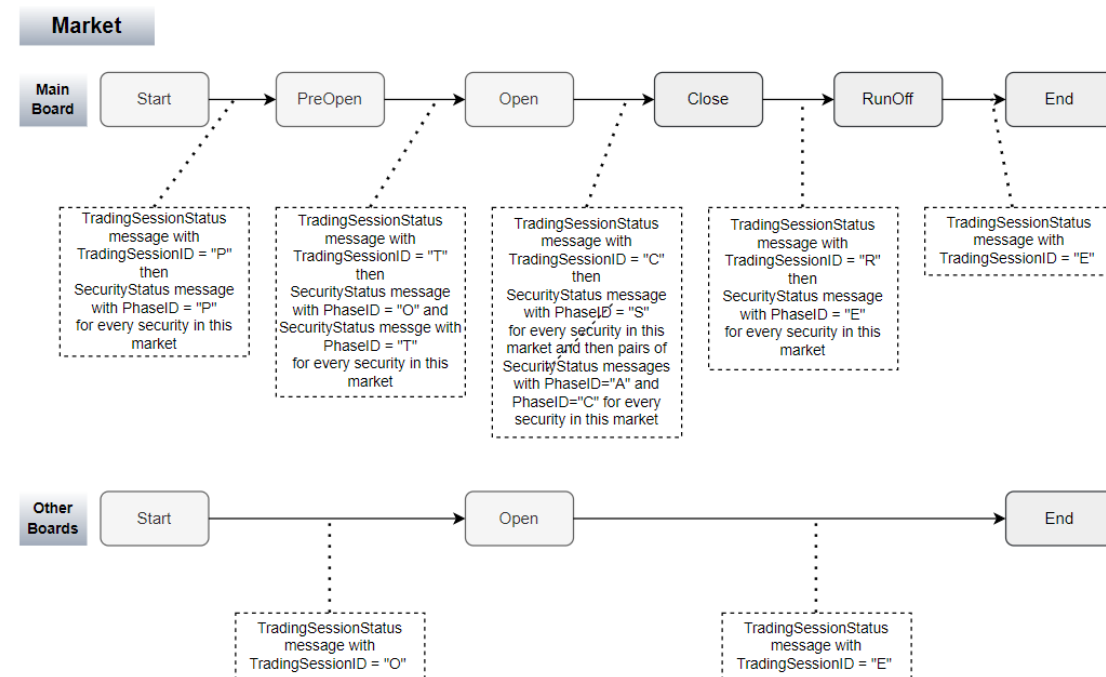 Market
Main
Board
Start
PreOpen
Open
Close
RunOff
End
TradingSessionStatus
message with
TradingSessionID = "P"
then
SecurityStatus message
with PhaseID = "P"
for every security in this
market
TradingSessionStatus
message with
TradingSessionID = "T"
then
SecurityStatus message
with PhaseID = "O" and
SecurityStatus messge with
PhaseID = "T"
for every security in this
market
TradingSessionStatus
message with
TradingSessionID = "C"
then
SecurityStatus message
with PhaseID = "S"
for every security in this
market and then pairs of
SecurityStatus messages
with PhaseID="A" and
PhaseID="C" for every
security in this market
TradingSessionStatus
message with
TradingSessionID = "R"
then
SecurityStatus message
with PhaseID = "E"
for every security in this
market
TradingSessionStatus
message with
TradingSessionID = "E"
Other
Boards
Start
Open
End
TradingSessionStatus
message with
TradingSessionID = "O"
TradingSessionStatus
message with
TradingSessionID = "E"